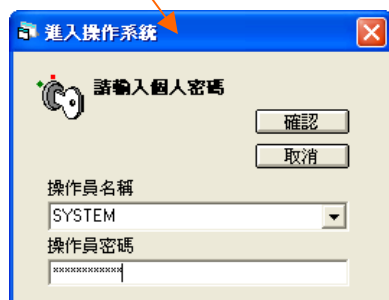 進入操作系統
請輸入個人密碼
確認
取消
操作員名稱
SYSTEM
操作員密碼
************